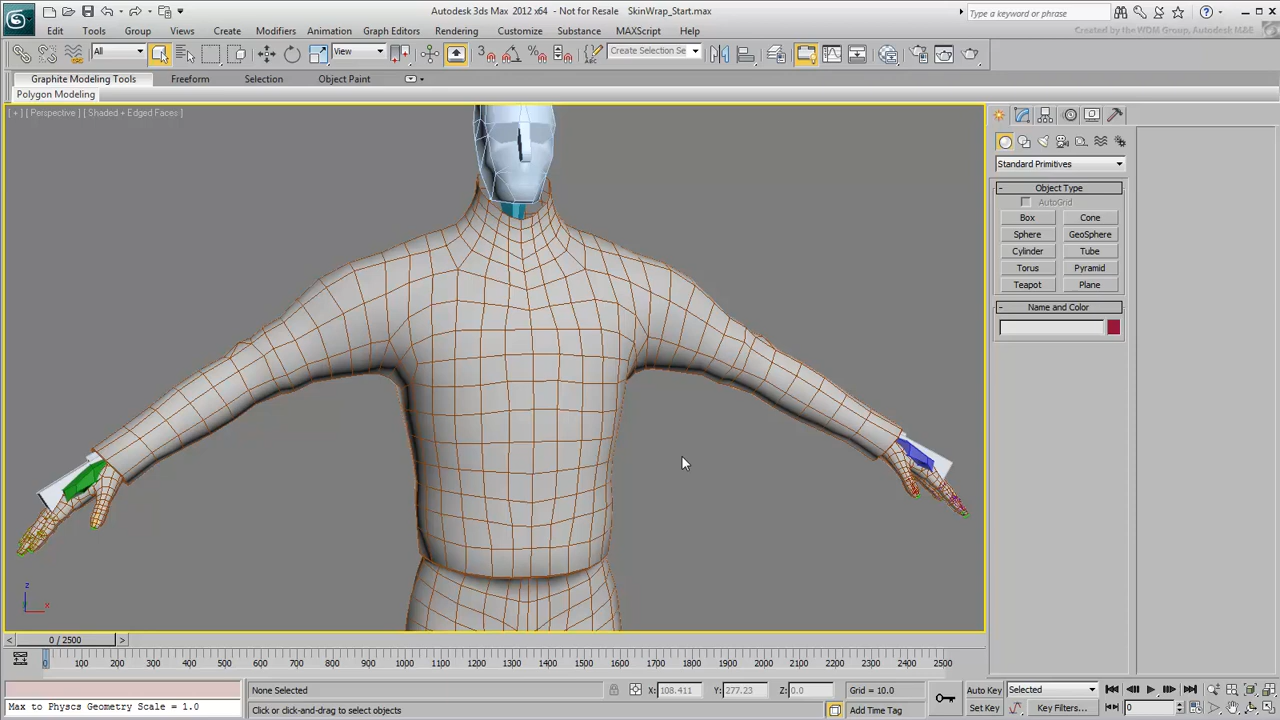 Autodesk 3ds Max 2012 x64 - Not for Resale SkinWrap_Start.max
Type a keyword or phrase
Created by the WDM Group, Autodesk M&E
Edit Tools Group Views Create Modifiers Animation Graph Editors Rendering Customize Substance MAXScript Help
All View Create Selection Se
Graphite Modeling Tools Freeform Selection Object Paint
Polygon Modeling
[ + ] [ Perspective ] [ Shaded + Edged Faces ]
Standard Primitives
- Object Type
AutoGrid
Box Cone
Sphere GeoSphere
Cylinder Tube
Torus Pyramid
Teapot Plane
- Name and Color
z
x
< 0 / 2500 >
0 100 200 300 400 500 600 700 800 900 1000 1100 1200 1300 1400 1500 1600 1700 1800 1900 2000 2100 2200 2300 2400 2500
None Selected X: 108.411 Y: 277.23 Z: 0.0 Grid = 10.0 Auto Key Selected
Max to Physcs Geometry Scale = 1.0 Click or click-and-drag to select objects Add Time Tag Set Key Key Filters... 0